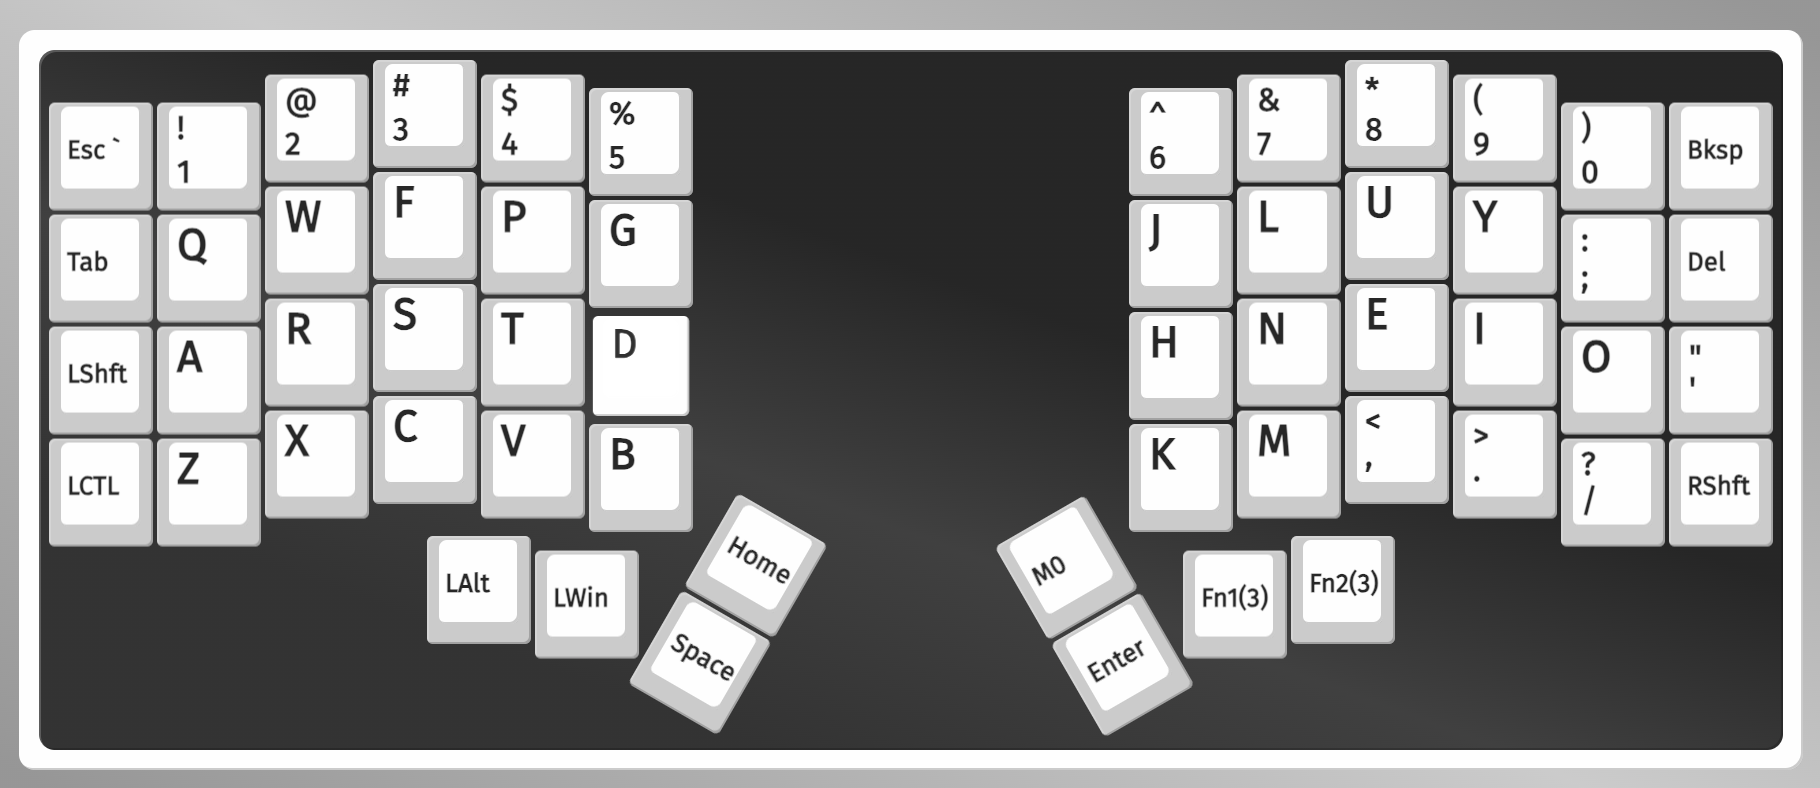 Esc `
!
1
@
2
#
3
$
4
%
5
^
6
&
7
*
8
(
9
)
0
Bksp
Tab
Q
W
F
P
G
J
L
U
Y
:
;
Del
LShft
A
R
S
T
D
H
N
E
I
O
"
'
LCTL
Z
X
C
V
B
K
M
<
,
>
.
?
/
RShft
LAlt
LWin
Home
Space
M0
Enter
Fn1(3)
Fn2(3)